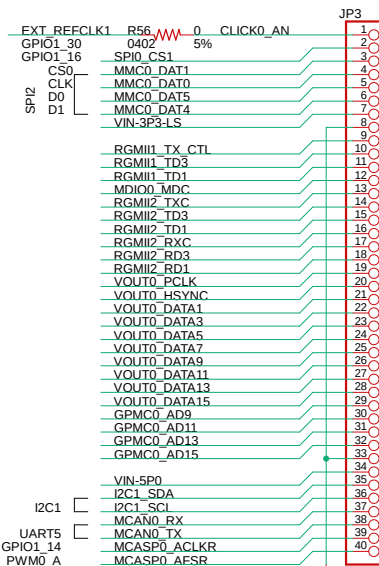 JP3
EXT_REFCLK1 R56 0 CLICK0_AN 1
GPIO1_30 0402 5% 2
GPIO1_16 SPI0_CS1 3
CS0 MMC0_DAT1 4
CLK MMC0_DAT0 5
D0 MMC0_DAT5 6
D1 MMC0_DAT4 7
SPI2
VIN-3P3-LS 8
9
RGMII1_TX_CTL 10
RGMII1_TD3 11
RGMII1_TD1 12
MDIO0_MDC 13
RGMII2_TXC 14
RGMII2_TD3 15
RGMII2_TD1 16
RGMII2_RXC 17
RGMII2_RD3 18
RGMII2_RD1 19
VOUT0_PCLK 20
VOUT0_HSYNC 21
VOUT0_DATA1 22
VOUT0_DATA3 23
VOUT0_DATA5 24
VOUT0_DATA7 25
VOUT0_DATA9 26
VOUT0_DATA11 27
VOUT0_DATA13 28
VOUT0_DATA15 29
GPMC0_AD9 30
GPMC0_AD11 31
GPMC0_AD13 32
GPMC0_AD15 33
34
VIN-5P0 35
I2C1_SDA 36
I2C1 I2C1_SCL 37
MCAN0_RX 38
UART5 MCAN0_TX 39
GPIO1_14 MCASP0_ACLKR 40
PWM0_A MCASP0_AFSR